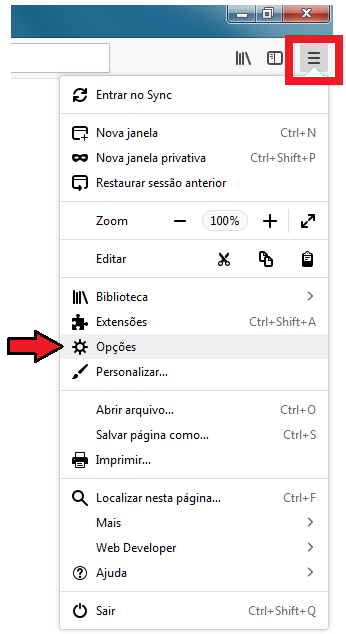 Entrar no Sync
Nova janela Ctrl+N
Nova janela privativa Ctrl+Shift+P
Restaurar sessão anterior
Zoom 100%
Editar
Biblioteca
Extensões Ctrl+Shift+A
Opções
Personalizar...
Abrir arquivo... Ctrl+O
Salvar página como... Ctrl+S
Imprimir...
Localizar nesta página... Ctrl+F
Mais
Web Developer
Ajuda
Sair Ctrl+Shift+Q